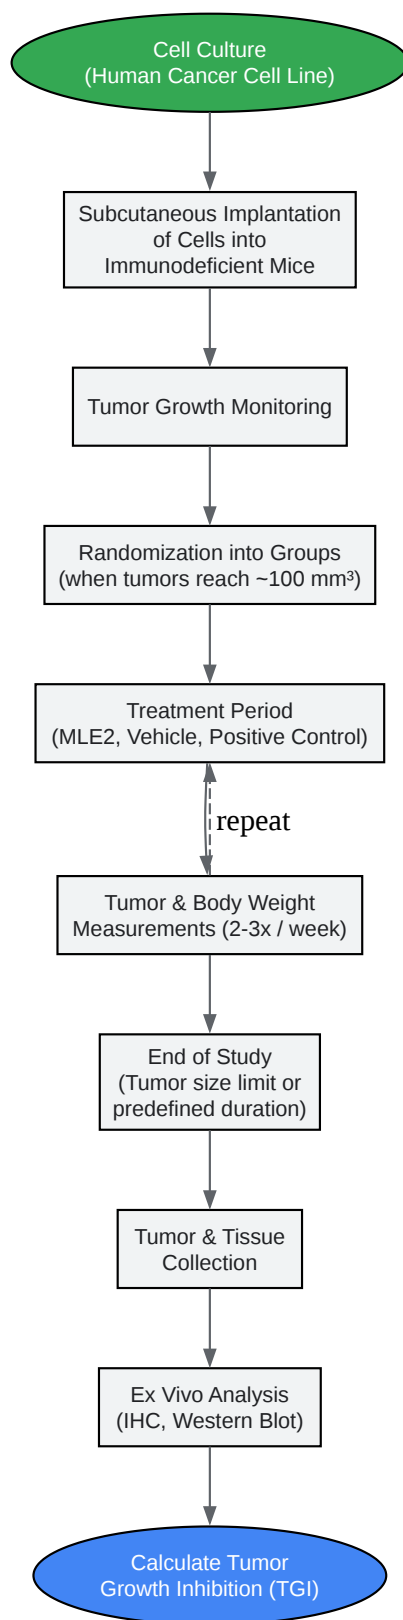 Cell Culture
(Human Cancer Cell Line)
Subcutaneous Implantation
of Cells into
Immunodeficient Mice
Tumor Growth Monitoring
Randomization into Groups
(when tumors reach ~100 mm³)
Treatment Period
(MLE2, Vehicle, Positive Control)
repeat
Tumor & Body Weight
Measurements (2-3x / week)
End of Study
(Tumor size limit or
predefined duration)
Tumor & Tissue
Collection
Ex Vivo Analysis
(IHC, Western Blot)
Calculate Tumor
Growth Inhibition (TGI)